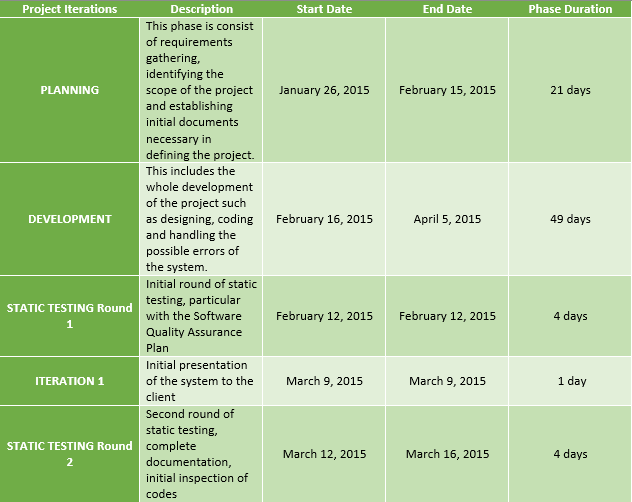 Project Iterations Description Start Date End Date Phase Duration
PLANNING
This phase is consist
of requirements
gathering,
identifying the
scope of the project
and establishing
initial documents
necessary in
defining the project.
January 26, 2015
February 15, 2015
21 days
DEVELOPMENT
This includes the
whole development
of the project such
as designing, coding
and handling the
possible errors of
the system.
February 16, 2015
April 5, 2015
49 days
STATIC TESTING Round
1
Initial round of static
testing, particular
with the Software
Quality Assurance
Plan
February 12, 2015
February 12, 2015
4 days
ITERATION 1
Initial presentation
of the system to the
client
March 9, 2015
March 9, 2015
1 day
STATIC TESTING Round
2
Second round of
static testing,
complete
documentation,
initial inspection of
codes
March 12, 2015
March 16, 2015
4 days